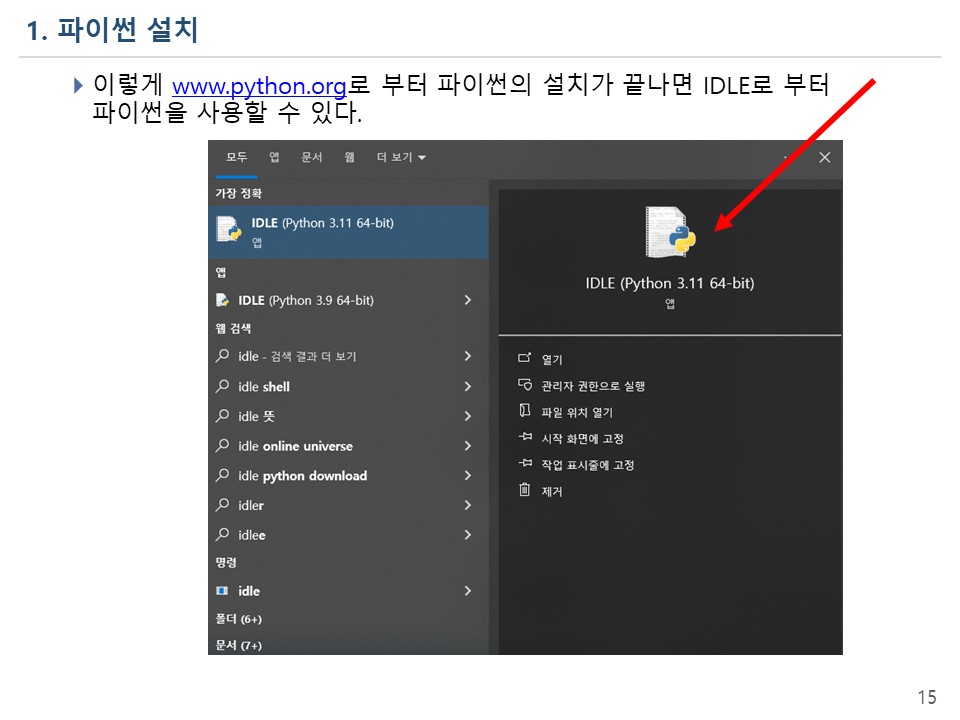 1. 파이썬 설치
이렇게 www.python.org로 부터 파이썬의 설치가 끝나면 IDLE로 부터
파이썬을 사용할 수 있다.
모두 앱 문서 웹 더 보기
가장 정확
IDLE (Python 3.11 64-bit)
앱
앱
IDLE (Python 3.9 64-bit)
웹 검색
idle - 검색 결과 더 보기
idle shell
idle 뜻
idle online universe
idle python download
idler
idlee
명령
idle
폴더 (6+)
문서 (7+)
IDLE (Python 3.11 64-bit)
앱
열기
관리자 권한으로 실행
파일 위치 열기
시작 화면에 고정
작업 표시줄에 고정
제거
15